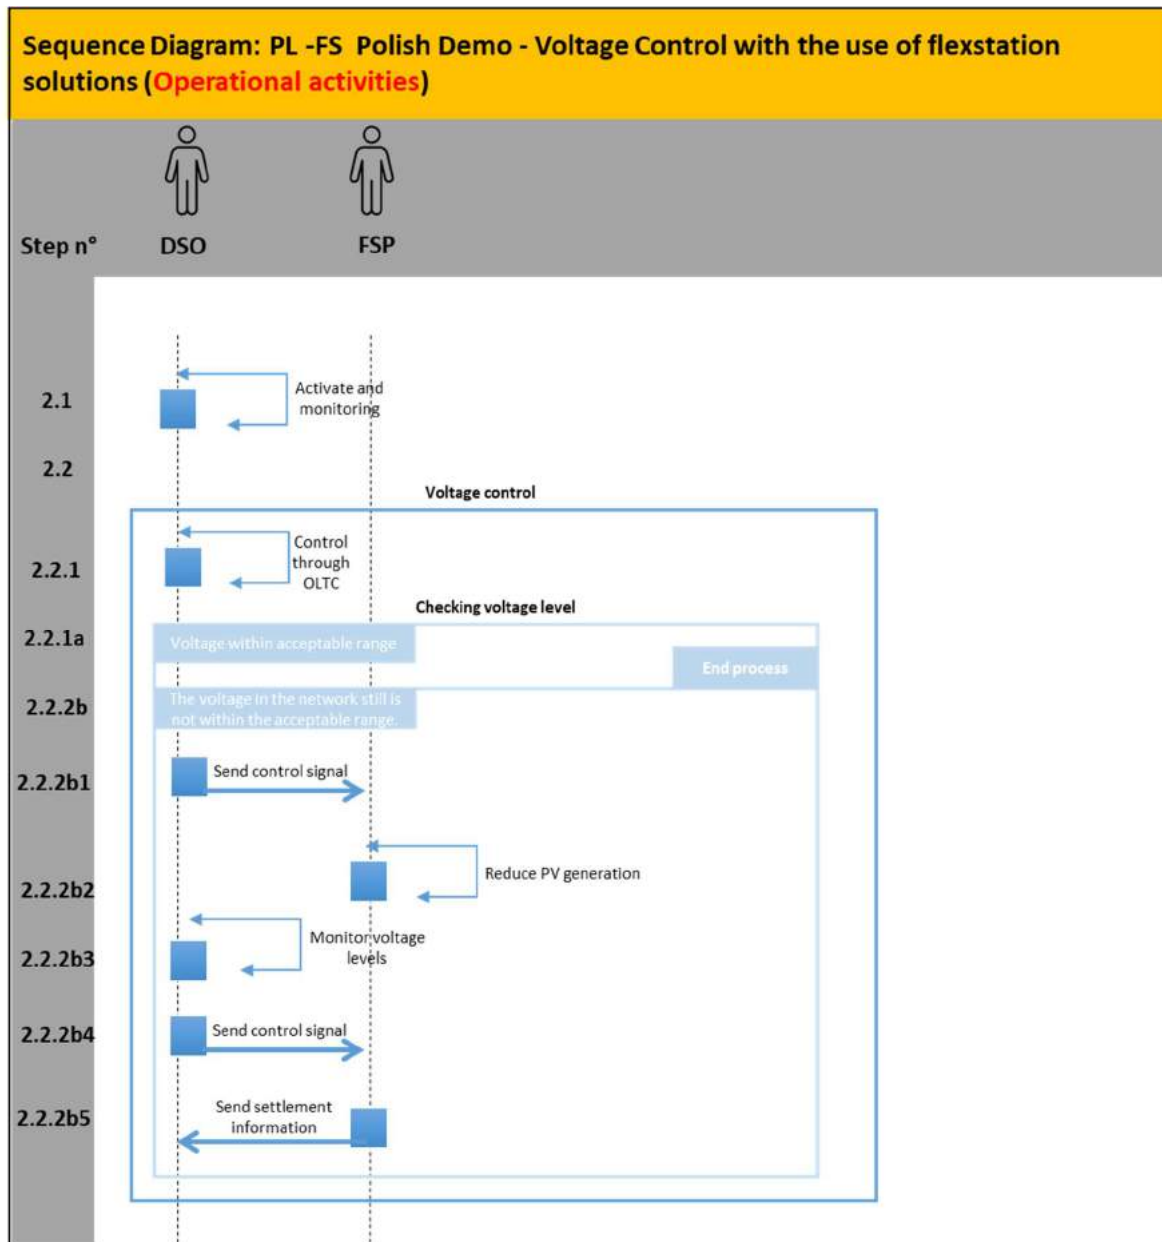 Sequence Diagram: PL -FS Polish Demo - Voltage Control with the use of flexstation
solutions (Operational activities)
Step n° DSO FSP
2.1
Activate and
monitoring
2.2
Voltage control
2.2.1
Control
through
OLTC
Checking voltage level
2.2.1a
Voltage within acceptable range
End process
2.2.2b
The voltage in the network still is
not within the acceptable range.
2.2.2b1
Send control signal
2.2.2b2
Reduce PV generation
2.2.2b3
Monitor voltage
levels
2.2.2b4
Send control signal
2.2.2b5
Send settlement
information